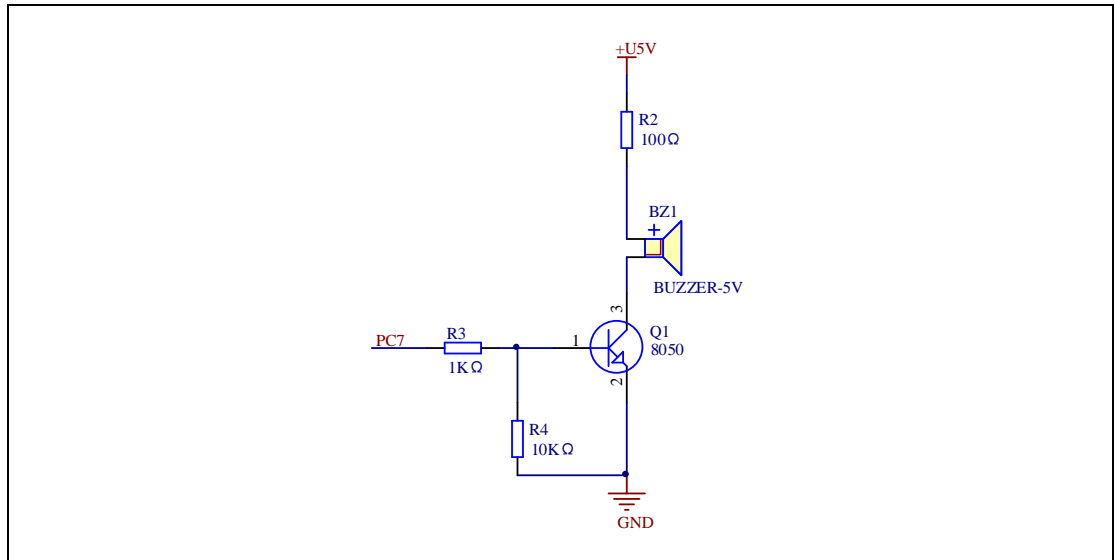 +U5V
R2
100Ω
BZ1
+
BUZZER-5V
3
Q1
8050
PC7
R3
1KΩ
1
2
R4
10KΩ
GND